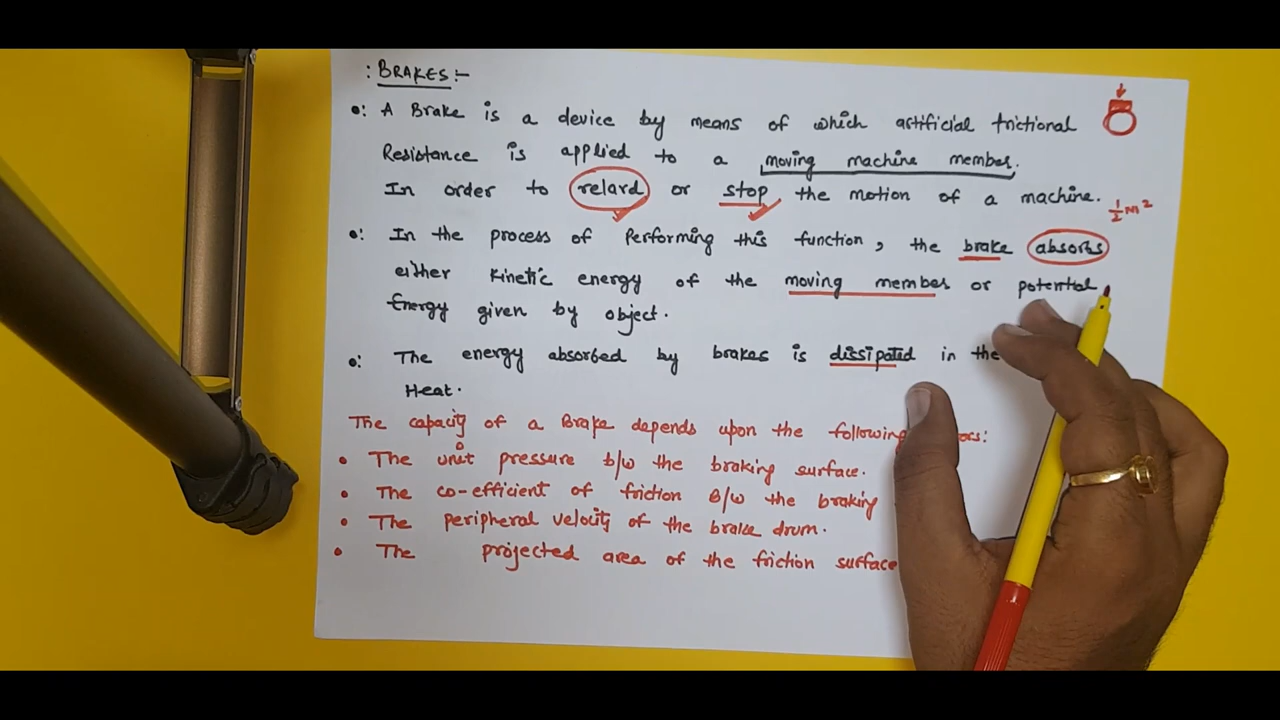 : BRAKES :-
•: A Brake is a device by means of which artificial frictional
Resistance is applied to a moving machine member.
In order to relard or stop the motion of a machine.
½ m²
•: In the process of Performing this function, the brake absorbs
either Kinetic energy of the moving member or potential
Energy given by object.
•: The energy absorbed by brakes is dissipated in the
Heat.
The capacity of a Brake depends upon the following
• The unit pressure b/w the braking surface.
• The co-efficient of friction B/w the braking
• The peripheral velocity of the brake drum.
• The projected area of the friction surface